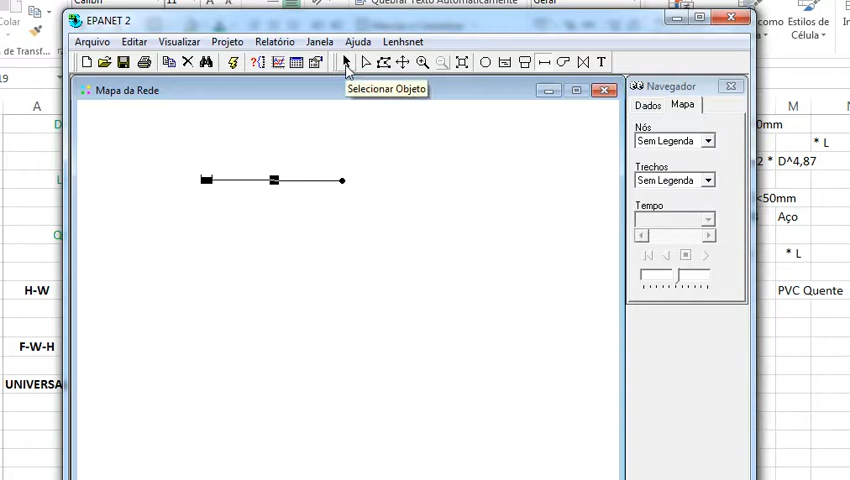 Colar
de Transf...
Calibri
11
Quebrar Texto Automaticamente
Geral
como
Estilos de
Célula
EPANET 2
Arquivo Editar Visualizar Projeto Relatório Janela Ajuda Lenhsnet
T
Selecionar Objeto
Mapa da Rede
Navegador
Dados Mapa
Nós
Sem Legenda
Trechos
Sem Legenda
Tempo
19
A
D
L
Q
H-W
F-W-H
UNIVERSA
M
0mm
* L
2 * D^4,87
<50mm
Aço
* L
PVC Quente